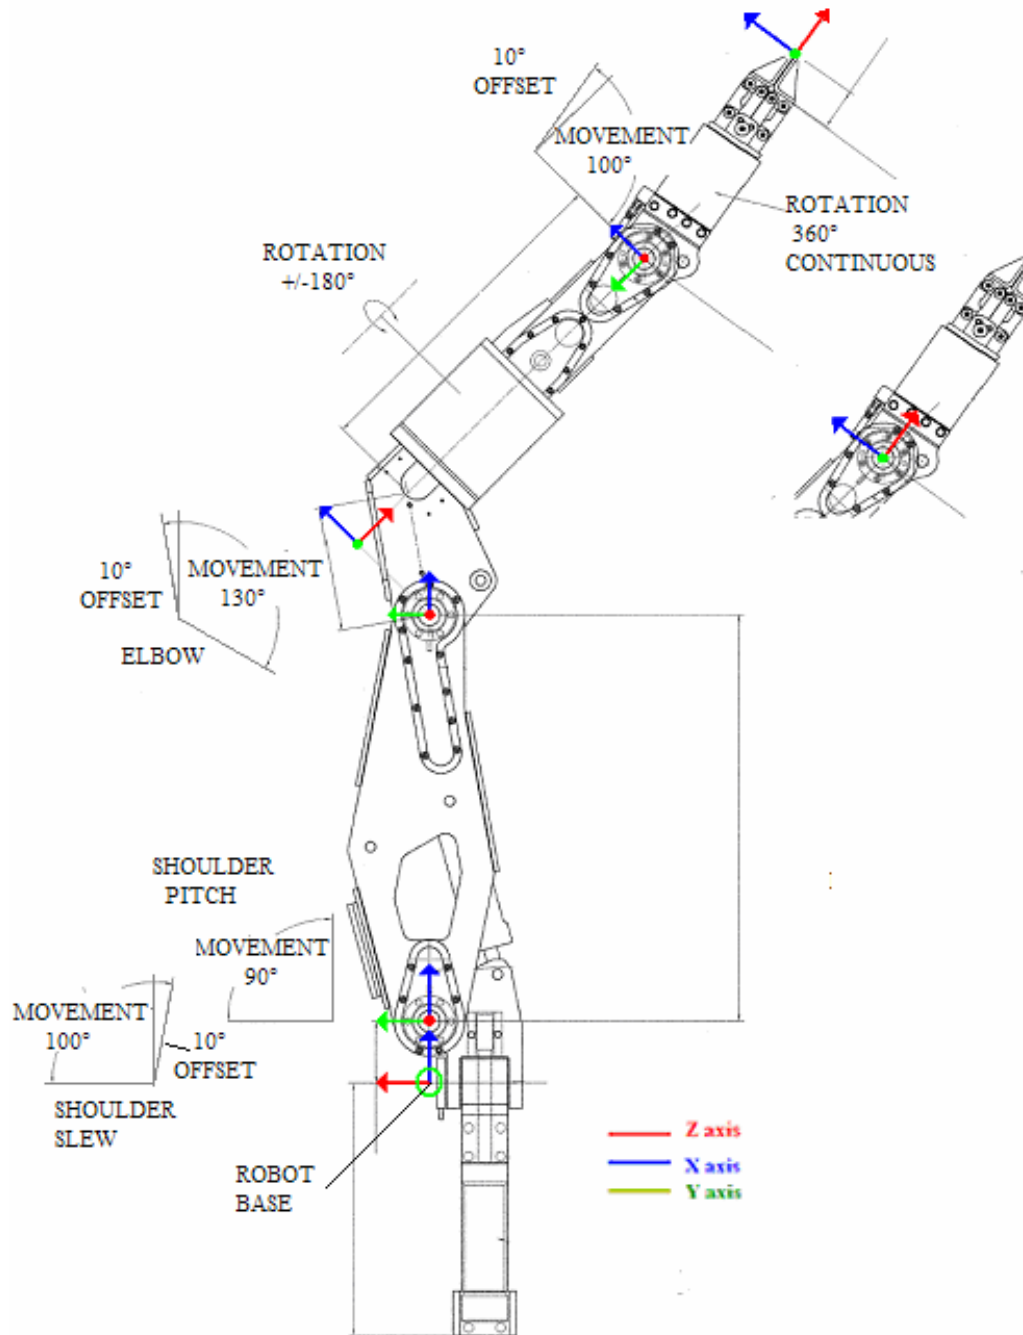 10°
OFFSET
MOVEMENT
100°
ROTATION
360°
CONTINUOUS
ROTATION
+/-180°
10°
OFFSET
MOVEMENT
130°
ELBOW
SHOULDER
PITCH
MOVEMENT
90°
MOVEMENT
100°
10°
OFFSET
SHOULDER
SLEW
ROBOT
BASE
Z axis
X axis
Y axis